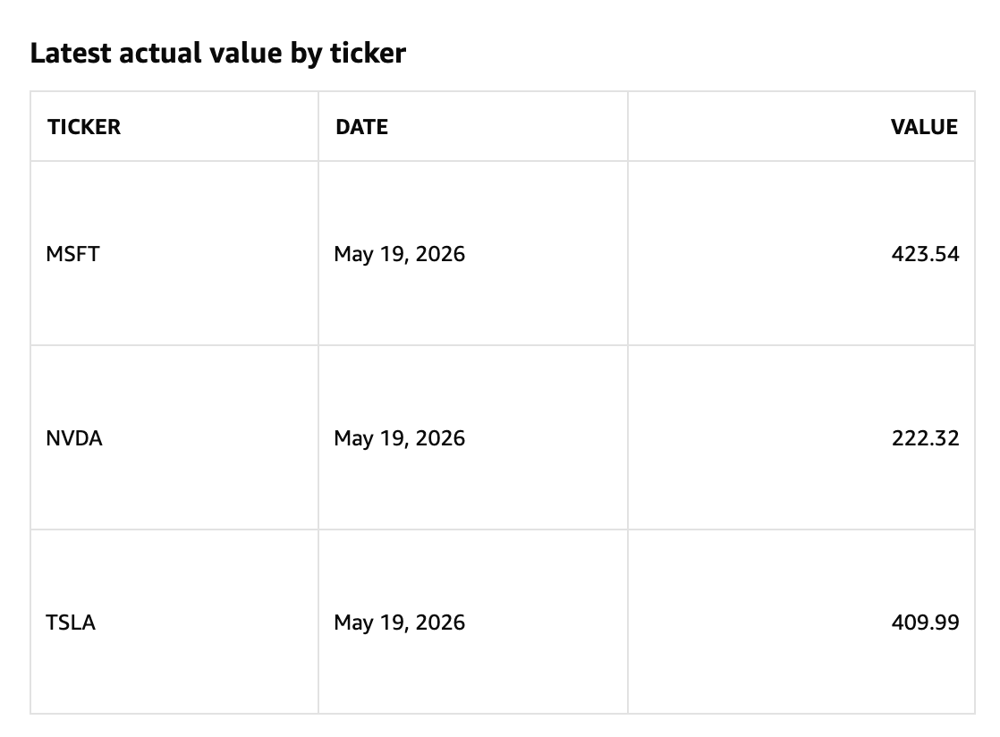 Latest actual value by ticker
TICKER DATE VALUE
MSFT May 19, 2026 423.54
NVDA May 19, 2026 222.32
TSLA May 19, 2026 409.99